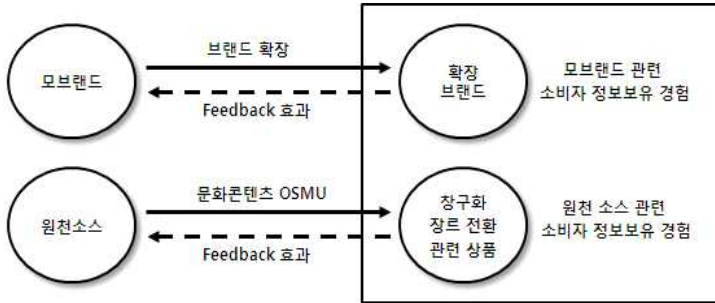 브랜드 확장
모브랜드
확장
브랜드
모브랜드 관련
소비자 정보보유 경험
Feedback 효과
문화콘텐츠 OSMU
원천소스
창구화
장르 전환
관련 상품
원천 소스 관련
소비자 정보보유 경험
Feedback 효과